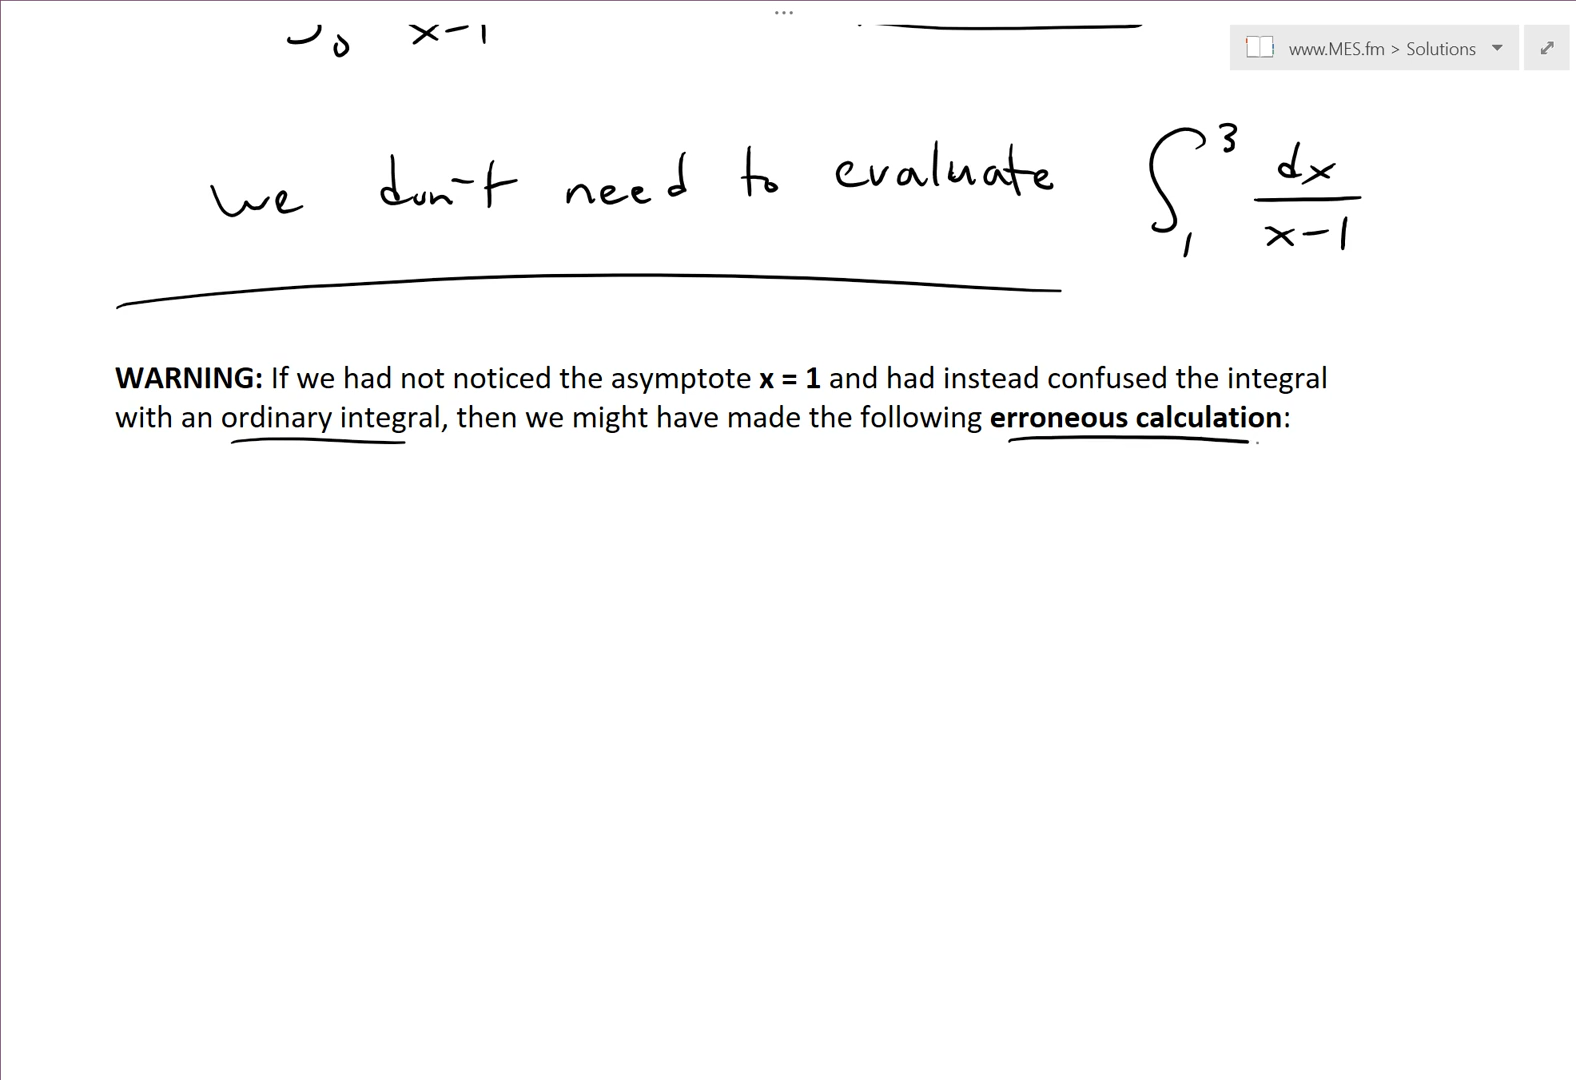 0 x-1
www.MES.fm > Solutions
we don't need to evaluate ∫₁³ dx/(x-1)
WARNING: If we had not noticed the asymptote x = 1 and had instead confused the integral
with an ordinary integral, then we might have made the following erroneous calculation: